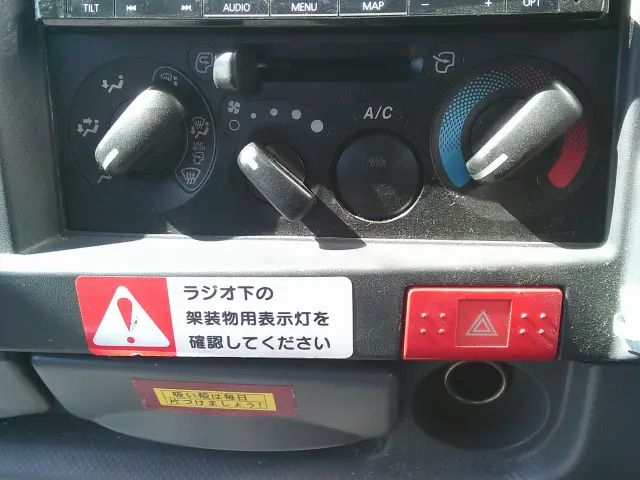 TILT AUDIO MENU MAP − + OPT
A/C
ラジオ下の
架装物用表示灯を
確認してください
吸い殻は毎日
片づけましょう!